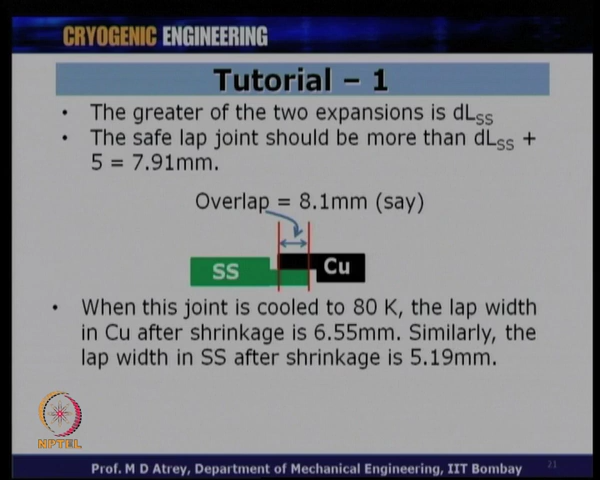 CRYOGENIC ENGINEERING
Tutorial – 1
• The greater of the two expansions is dLSS
• The safe lap joint should be more than dLSS +
5 = 7.91mm.
Overlap = 8.1mm (say)
SS
Cu
• When this joint is cooled to 80 K, the lap width
in Cu after shrinkage is 6.55mm. Similarly, the
lap width in SS after shrinkage is 5.19mm.
NPTEL
Prof. M D Atrey, Department of Mechanical Engineering, IIT Bombay
21